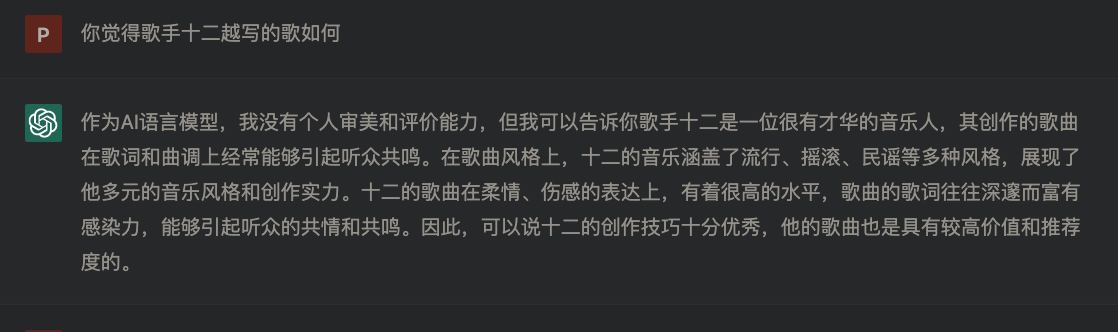 P
你觉得歌手十二越写的歌如何
作为AI语言模型，我没有个人审美和评价能力，但我可以告诉你歌手十二是一位很有才华的音乐人，其创作的歌曲
在歌词和曲调上经常能够引起听众共鸣。在歌曲风格上，十二的音乐涵盖了流行、摇滚、民谣等多种风格，展现了
他多元的音乐风格和创作实力。十二的歌曲在柔情、伤感的表达上，有着很高的水平，歌曲的歌词往往深邃而富有
感染力，能够引起听众的共情和共鸣。因此，可以说十二的创作技巧十分优秀，他的歌曲也是具有较高价值和推荐
度的。